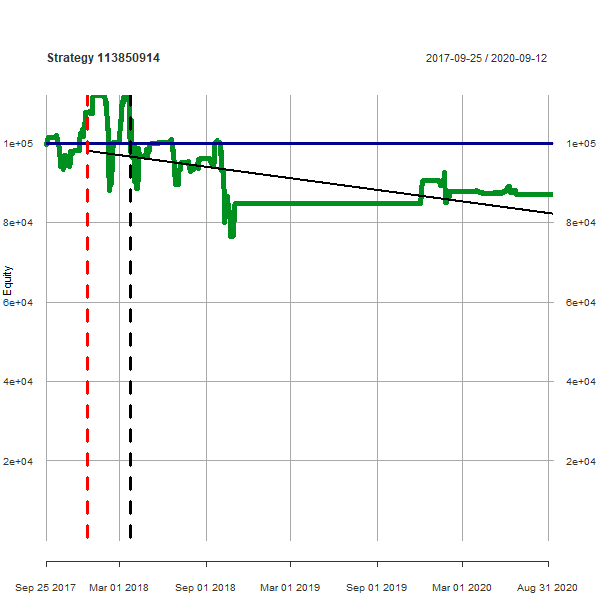 Strategy 113850914
2017-09-25 / 2020-09-12
1e+05
1e+05
8e+04
8e+04
Equity
6e+04
6e+04
4e+04
4e+04
2e+04
2e+04
Sep 25 2017
Mar 01 2018
Sep 01 2018
Mar 01 2019
Sep 01 2019
Mar 01 2020
Aug 31 2020